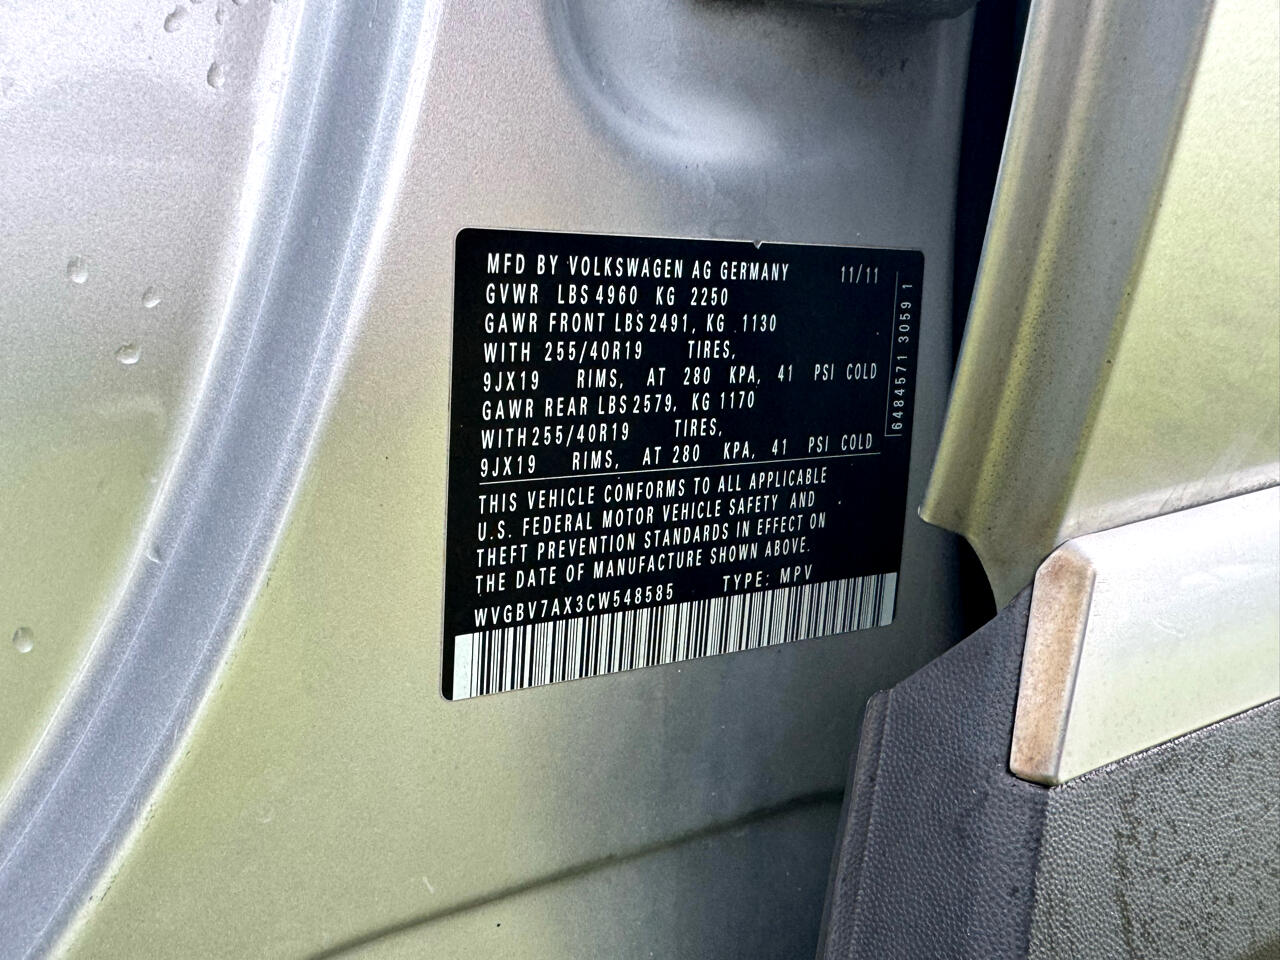 MFD BY VOLKSWAGEN AG GERMANY 11/11
GVWR LBS 4960 KG 2250
GAWR FRONT LBS 2491, KG 1130
WITH 255/40R19 TIRES,
9JX19 RIMS, AT 280 KPA, 41 PSI COLD
GAWR REAR LBS 2579, KG 1170
WITH 255/40R19 TIRES,
9JX19 RIMS, AT 280 KPA, 41 PSI COLD
THIS VEHICLE CONFORMS TO ALL APPLICABLE
U.S. FEDERAL MOTOR VEHICLE SAFETY AND
THEFT PREVENTION STANDARDS IN EFFECT ON
THE DATE OF MANUFACTURE SHOWN ABOVE.
WVGBV7AX3CW548585 TYPE: MPV
6484571 3059 1